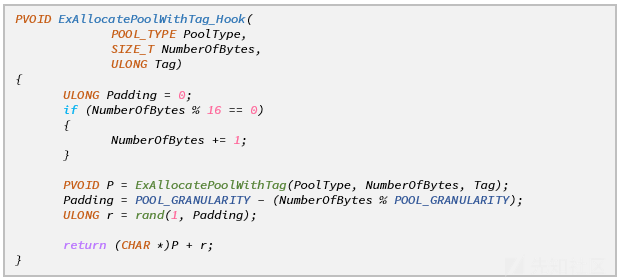 PVOID ExAllocatePoolWithTag_Hook(
POOL_TYPE PoolType,
SIZE_T NumberOfBytes,
ULONG Tag)
{
ULONG Padding = 0;
if (NumberOfBytes % 16 == 0)
{
NumberOfBytes += 1;
}
PVOID P = ExAllocatePoolWithTag(PoolType, NumberOfBytes, Tag);
Padding = POOL_GRANULARITY - (NumberOfBytes % POOL_GRANULARITY);
ULONG r = rand(1, Padding);
return (CHAR *)P + r;
}